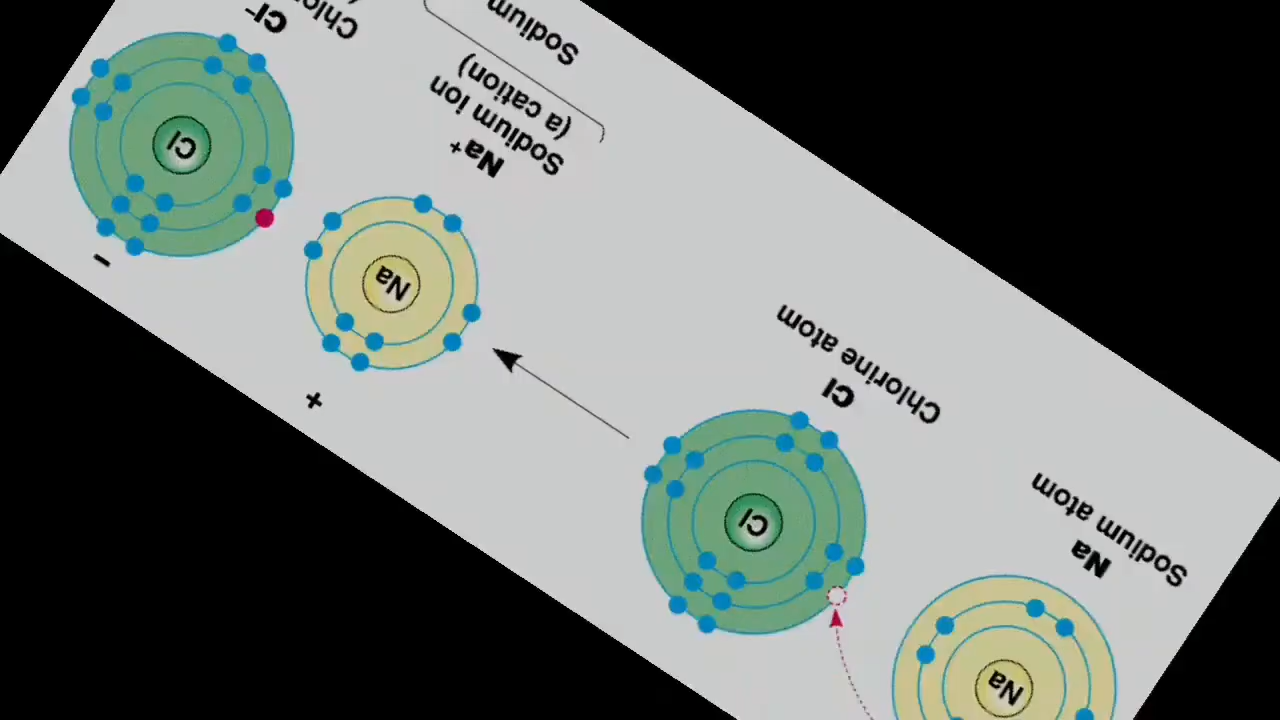 Na
Cl
Na
Cl
+
−
Na
Sodium atom
Cl
Chlorine atom
Na⁺
Sodium ion
(a cation)
Cl⁻
Sodium